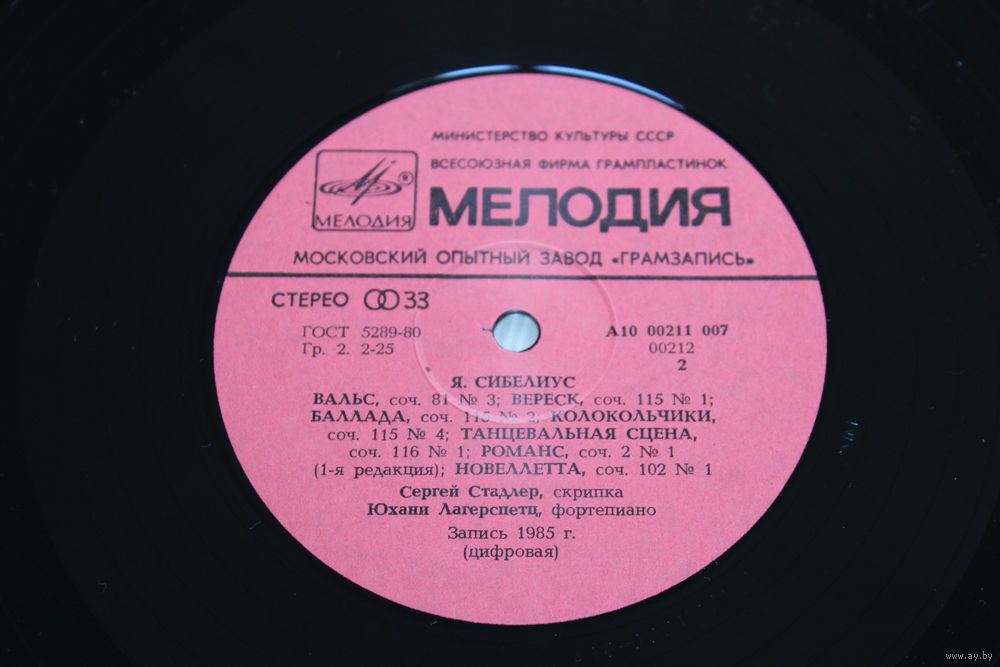 МИНИСТЕРСТВО КУЛЬТУРЫ СССР
ВСЕСОЮЗНАЯ ФИРМА ГРАМПЛАСТИНОК
®
МЕЛОДИЯ
МЕЛОДИЯ
МОСКОВСКИЙ ОПЫТНЫЙ ЗАВОД «ГРАМЗАПИСЬ»
СТЕРЕО 33
ГОСТ 5289-80
Гр. 2. 2-25
А10 00211 007
00212
2
Я. СИБЕЛИУС
ВАЛЬС, соч. 81 № 3; ВЕРЕСК, соч. 115 № 1;
БАЛЛАДА, соч. 115 № 2; КОЛОКОЛЬЧИКИ,
соч. 115 № 4; ТАНЦЕВАЛЬНАЯ СЦЕНА,
соч. 116 № 1; РОМАНС, соч. 2 № 1
(1-я редакция); НОВЕЛЛЕТТА, соч. 102 № 1
Сергей Стадлер, скрипка
Юхани Лагерспетц, фортепиано
Запись 1985 г.
(цифровая)
www.ay.by